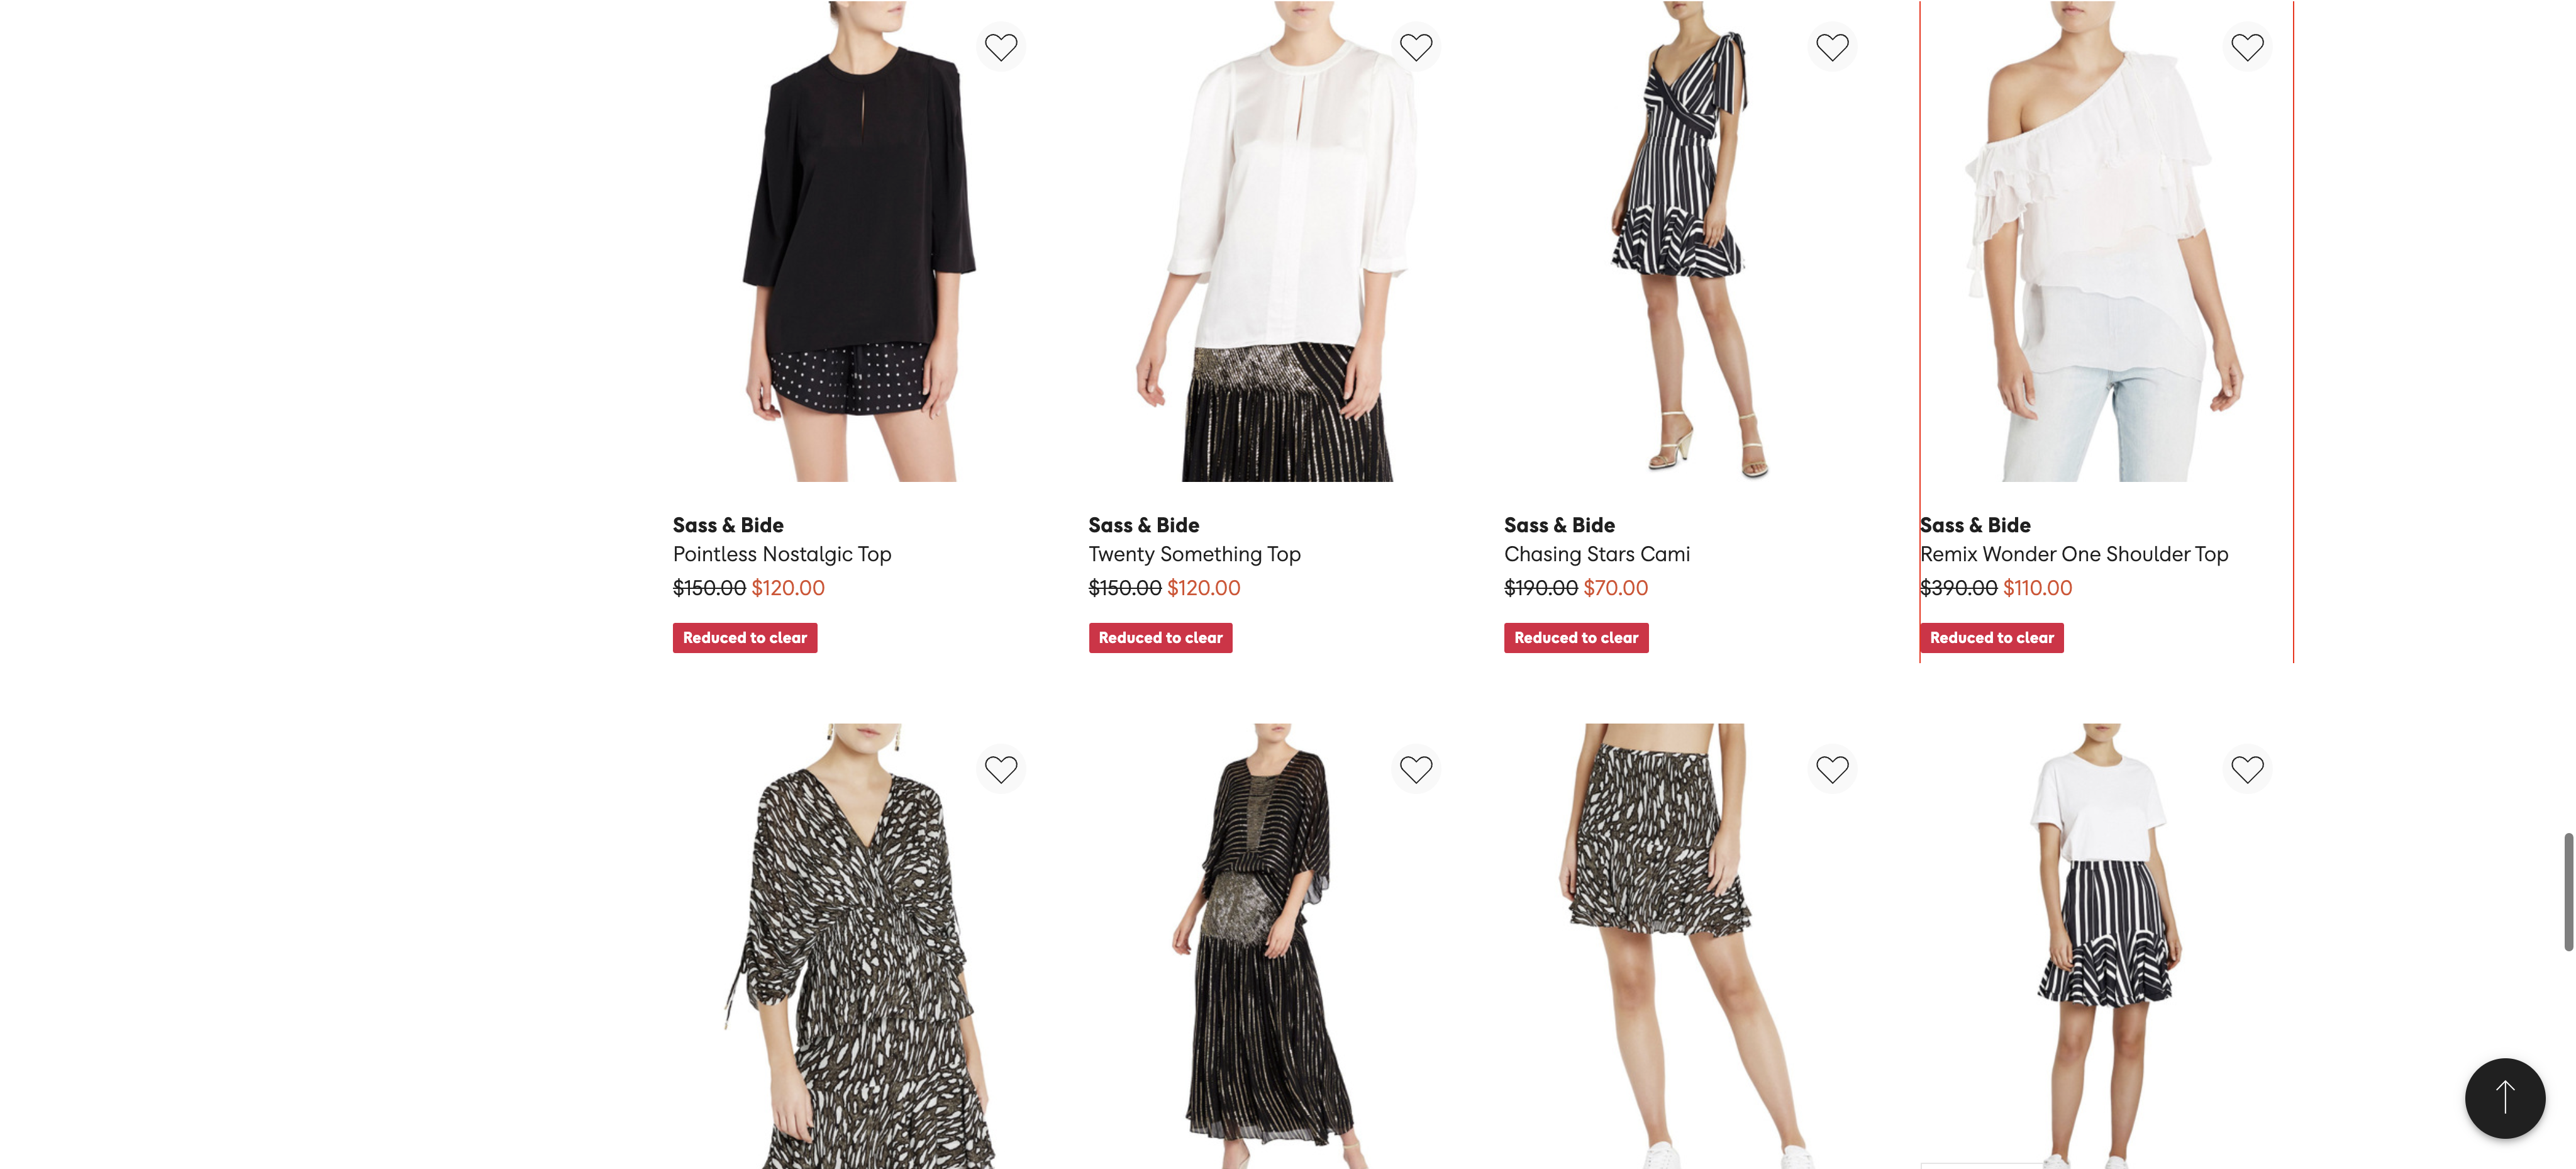 Sass & Bide
Pointless Nostalgic Top
$150.00 $120.00
Reduced to clear
Sass & Bide
Twenty Something Top
$150.00 $120.00
Reduced to clear
Sass & Bide
Chasing Stars Cami
$190.00 $70.00
Reduced to clear
Sass & Bide
Remix Wonder One Shoulder Top
$390.00 $110.00
Reduced to clear